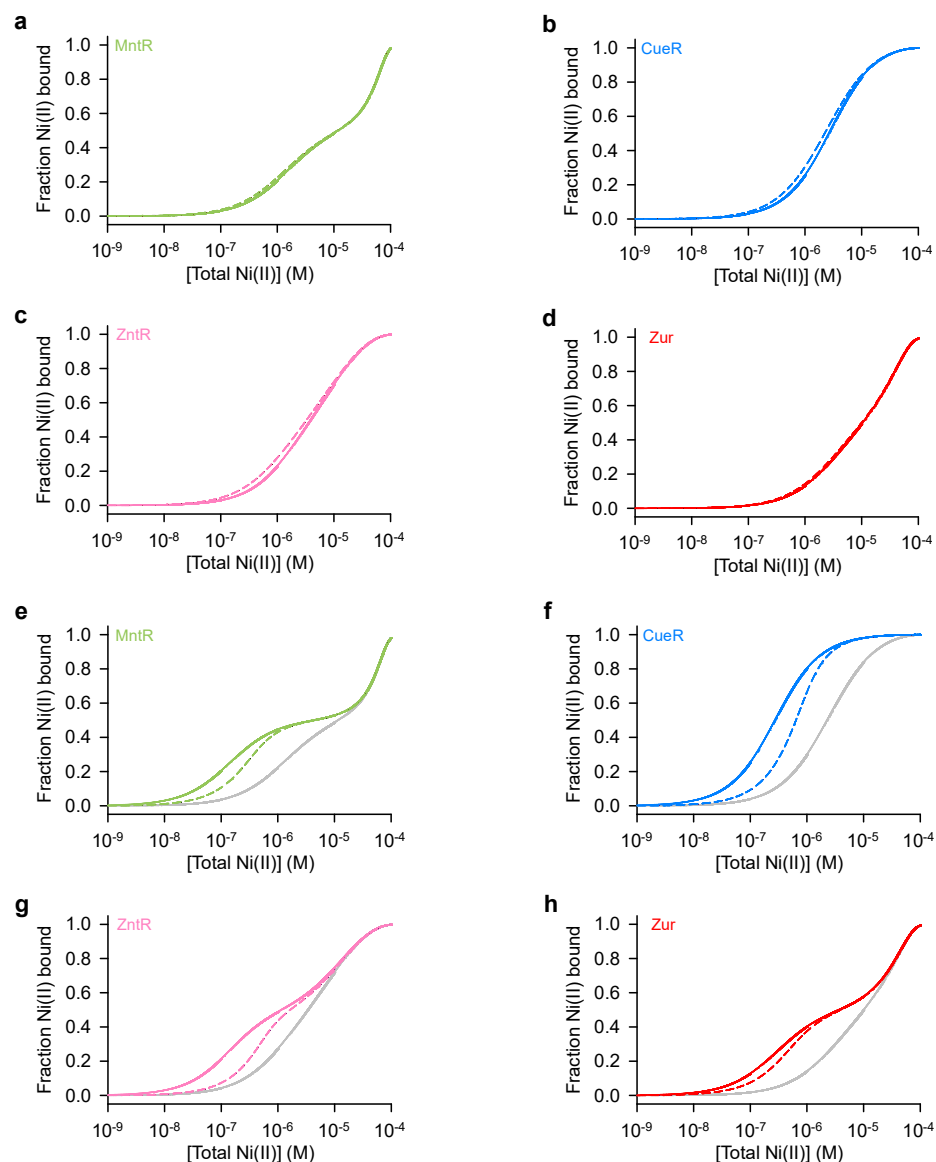 a
MntR
Fraction Ni(II) bound
1.0
0.8
0.6
0.4
0.2
0.0
10⁻⁹ 10⁻⁸ 10⁻⁷ 10⁻⁶ 10⁻⁵ 10⁻⁴
[Total Ni(II)] (M)
b
CueR
Fraction Ni(II) bound
1.0
0.8
0.6
0.4
0.2
0.0
10⁻⁹ 10⁻⁸ 10⁻⁷ 10⁻⁶ 10⁻⁵ 10⁻⁴
[Total Ni(II)] (M)
c
ZntR
Fraction Ni(II) bound
1.0
0.8
0.6
0.4
0.2
0.0
10⁻⁹ 10⁻⁸ 10⁻⁷ 10⁻⁶ 10⁻⁵ 10⁻⁴
[Total Ni(II)] (M)
d
Zur
Fraction Ni(II) bound
1.0
0.8
0.6
0.4
0.2
0.0
10⁻⁹ 10⁻⁸ 10⁻⁷ 10⁻⁶ 10⁻⁵ 10⁻⁴
[Total Ni(II)] (M)
e
MntR
Fraction Ni(II) bound
1.0
0.8
0.6
0.4
0.2
0.0
10⁻⁹ 10⁻⁸ 10⁻⁷ 10⁻⁶ 10⁻⁵ 10⁻⁴
[Total Ni(II)] (M)
f
CueR
Fraction Ni(II) bound
1.0
0.8
0.6
0.4
0.2
0.0
10⁻⁹ 10⁻⁸ 10⁻⁷ 10⁻⁶ 10⁻⁵ 10⁻⁴
[Total Ni(II)] (M)
g
ZntR
Fraction Ni(II) bound
1.0
0.8
0.6
0.4
0.2
0.0
10⁻⁹ 10⁻⁸ 10⁻⁷ 10⁻⁶ 10⁻⁵ 10⁻⁴
[Total Ni(II)] (M)
h
Zur
Fraction Ni(II) bound
1.0
0.8
0.6
0.4
0.2
0.0
10⁻⁹ 10⁻⁸ 10⁻⁷ 10⁻⁶ 10⁻⁵ 10⁻⁴
[Total Ni(II)] (M)